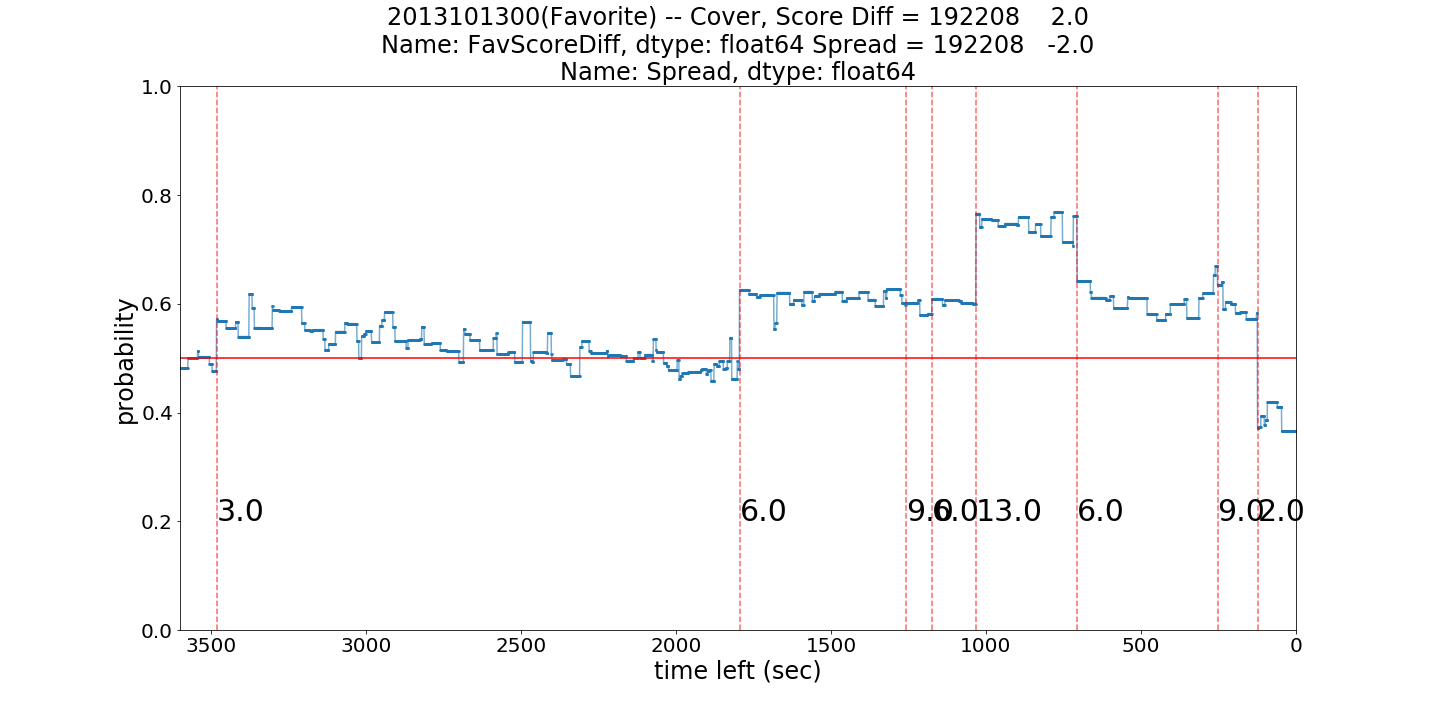 2013101300(Favorite) -- Cover, Score Diff = 192208    2.0
Name: FavScoreDiff, dtype: float64 Spread = 192208   -2.0
Name: Spread, dtype: float64
1.0
0.8
0.6
0.4
0.2
0.0
probability
3.0 6.0 9.0 6.0 13.0 6.0 9.0 2.0
3500 3000 2500 2000 1500 1000 500 0
time left (sec)